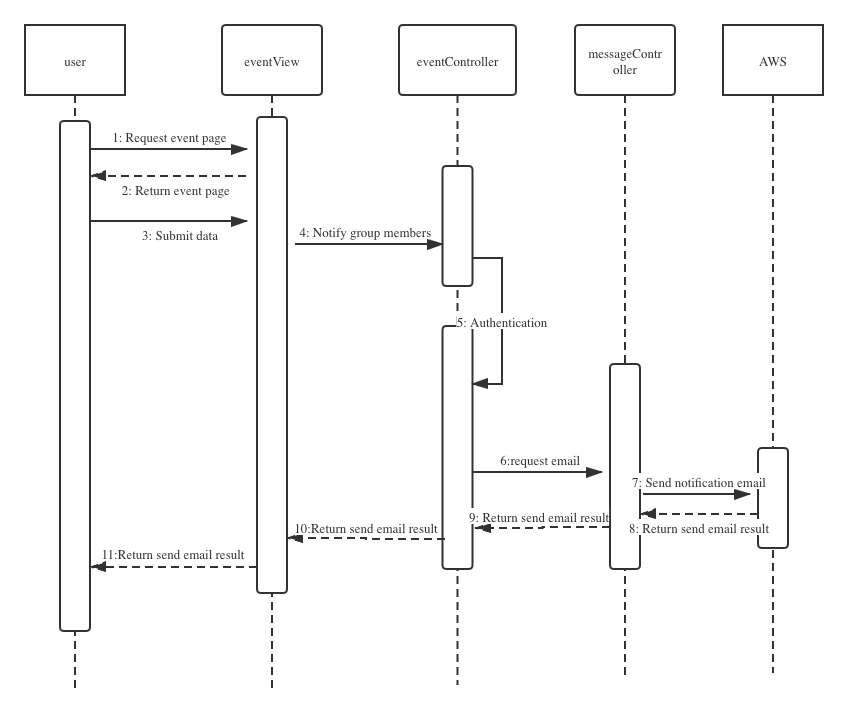 user
eventView
eventController
messageContr
oller
AWS
1: Request event page
2: Return event page
3: Submit data
4: Notify group members
5: Authentication
6:request email
7: Send notification email
8: Return send email result
9: Return send email result
10:Return send email result
11:Return send email result